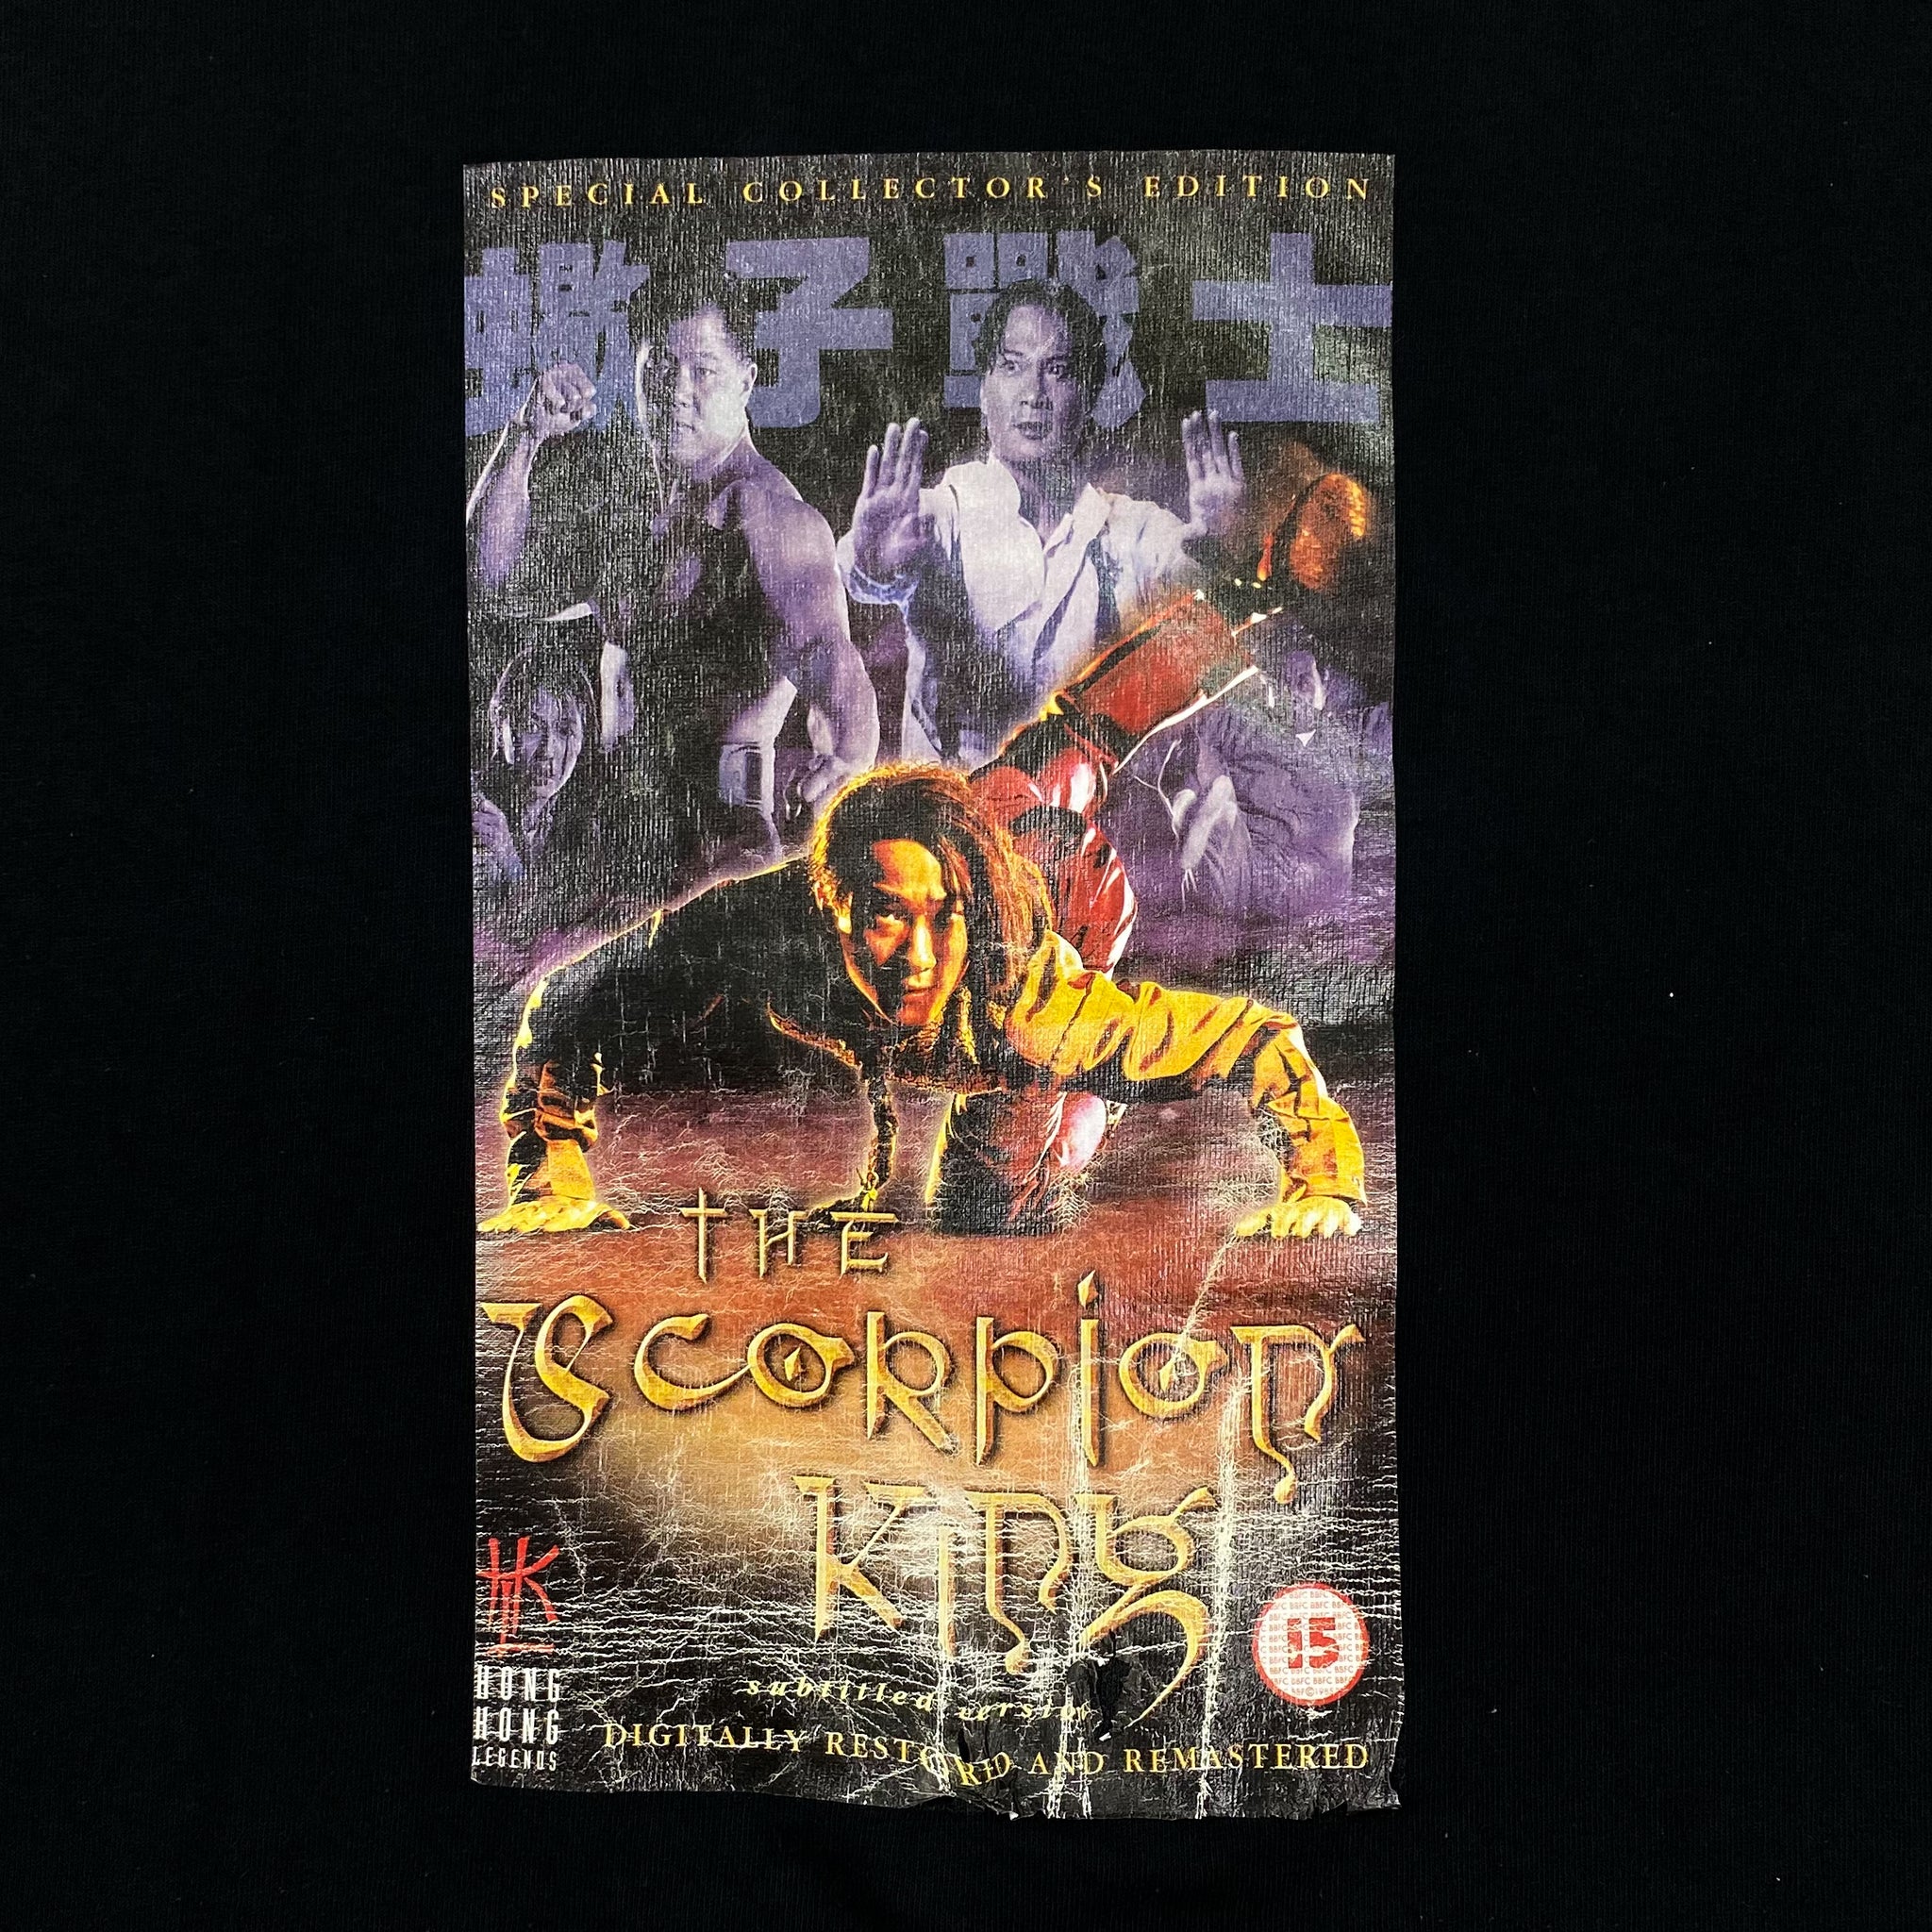 SPECIAL COLLECTOR'S EDITION
蠍子戰士
THE
SCORPION
KING
subtitled version
DIGITALLY RESTORED AND REMASTERED
HK
HONG
KONG
LEGENDS
15